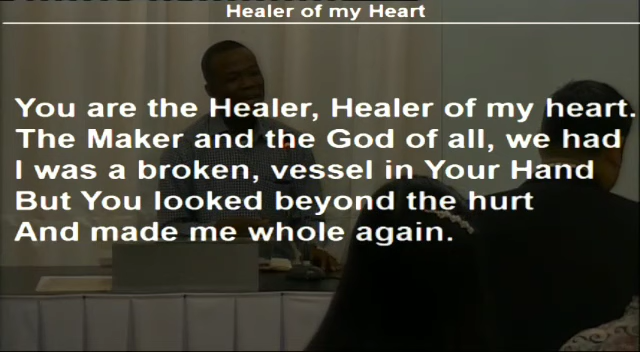 Healer of my Heart
You are the Healer, Healer of my heart.
The Maker and the God of all, we had
I was a broken, vessel in Your Hand
But You looked beyond the hurt
And made me whole again.